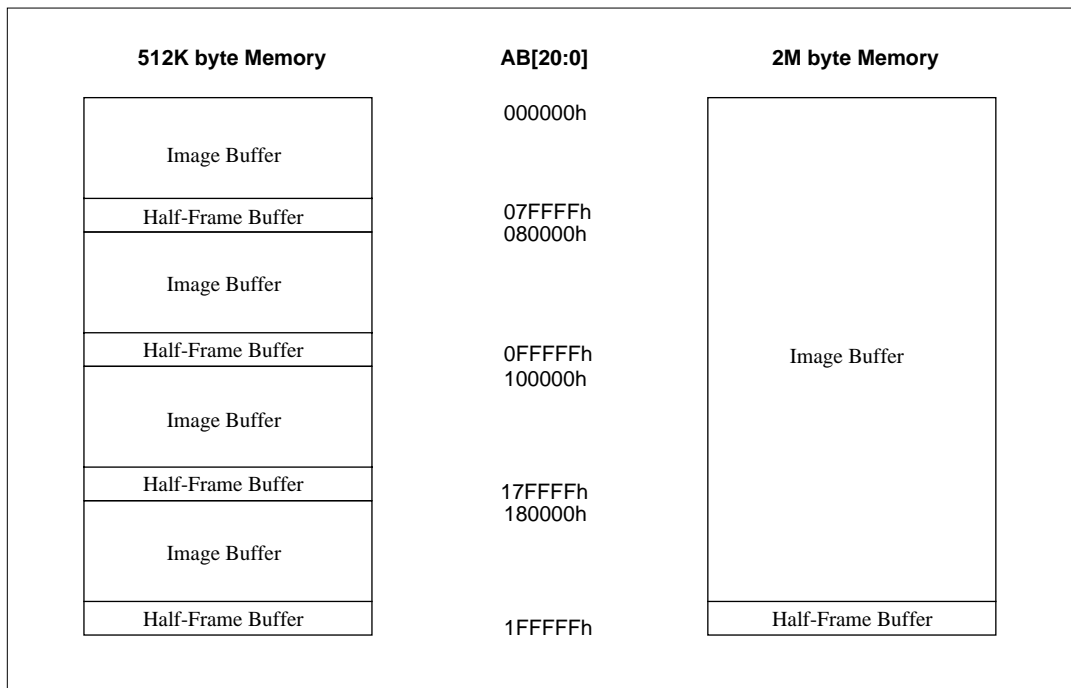 512K byte Memory
AB[20:0]
2M byte Memory
000000h
Image Buffer
Half-Frame Buffer
07FFFFh
080000h
Image Buffer
Half-Frame Buffer
0FFFFFh
Image Buffer
100000h
Image Buffer
Half-Frame Buffer
17FFFFh
180000h
Image Buffer
Half-Frame Buffer
1FFFFFh
Half-Frame Buffer